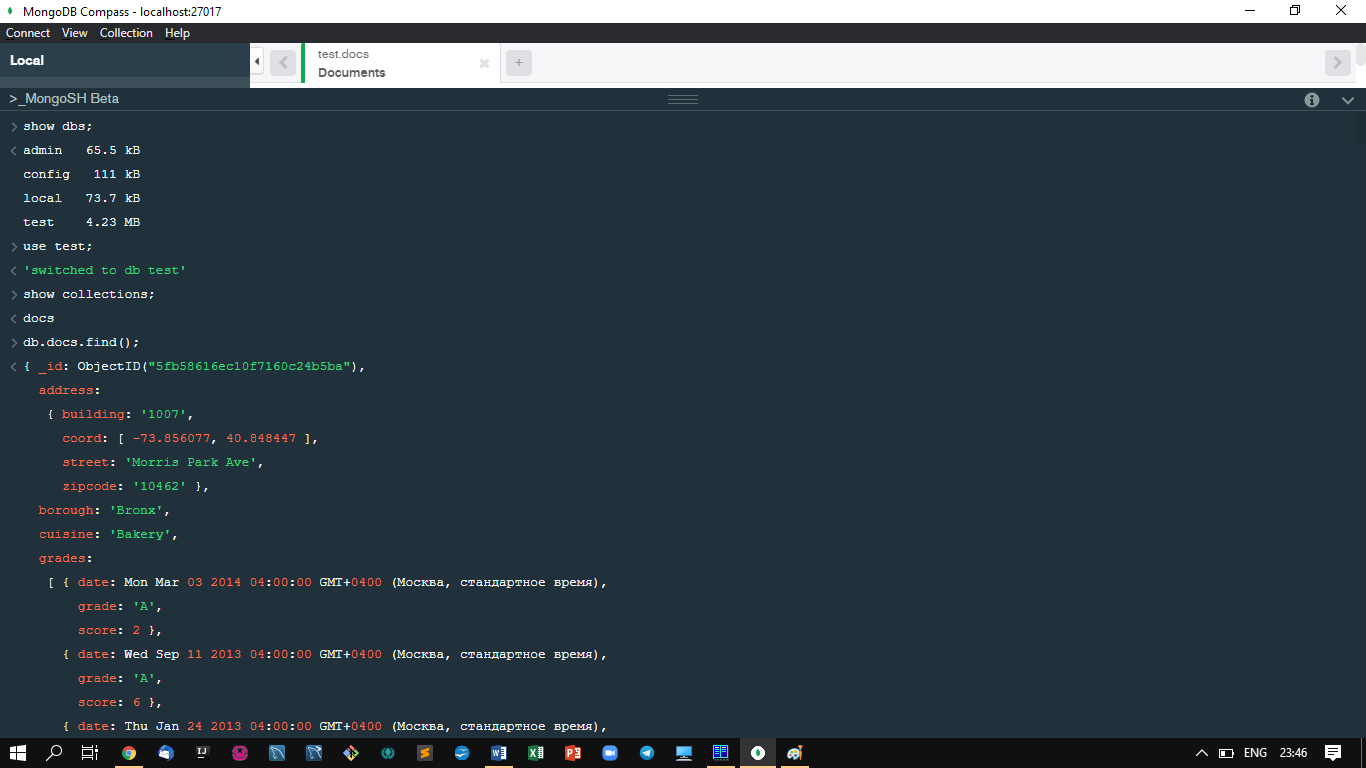 MongoDB Compass - localhost:27017
Connect View Collection Help
Local
test.docs
Documents
>_MongoSH Beta
> show dbs;
< admin   65.5 kB
config   111 kB
local   73.7 kB
test    4.23 MB
> use test;
< 'switched to db test'
> show collections;
< docs
> db.docs.find();
< { _id: ObjectID("5fb58616ec10f7160c24b5ba"),
address:
{ building: '1007',
coord: [ -73.856077, 40.848447 ],
street: 'Morris Park Ave',
zipcode: '10462' },
borough: 'Bronx',
cuisine: 'Bakery',
grades:
[ { date: Mon Mar 03 2014 04:00:00 GMT+0400 (Москва, стандартное время),
grade: 'A',
score: 2 },
{ date: Wed Sep 11 2013 04:00:00 GMT+0400 (Москва, стандартное время),
grade: 'A',
score: 6 },
{ date: Thu Jan 24 2013 04:00:00 GMT+0400 (Москва, стандартное время),
ENG 23:46